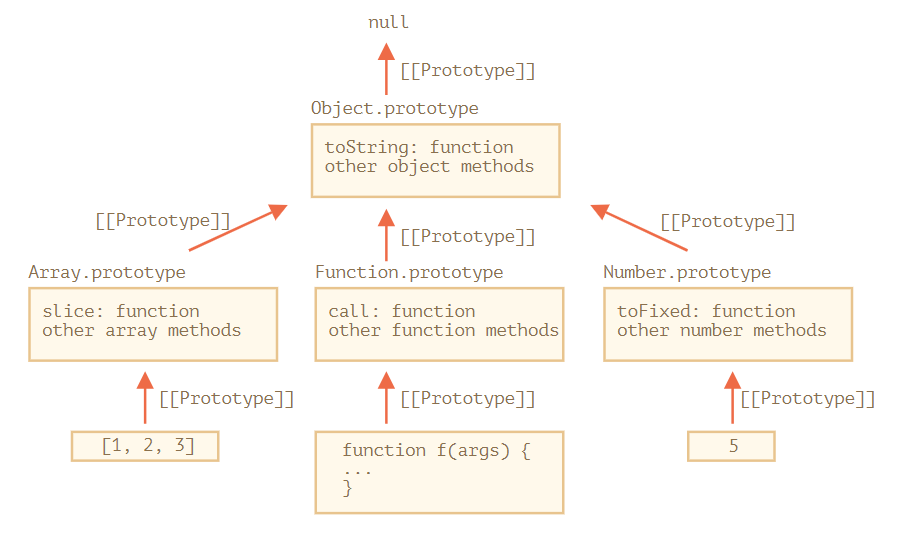 null
[[Prototype]]
Object.prototype
toString: function
other object methods
[[Prototype]]
[[Prototype]]
[[Prototype]]
Array.prototype
Function.prototype
Number.prototype
slice: function
other array methods
call: function
other function methods
toFixed: function
other number methods
[[Prototype]]
[[Prototype]]
[[Prototype]]
[1, 2, 3]
function f(args) {
...
}
5